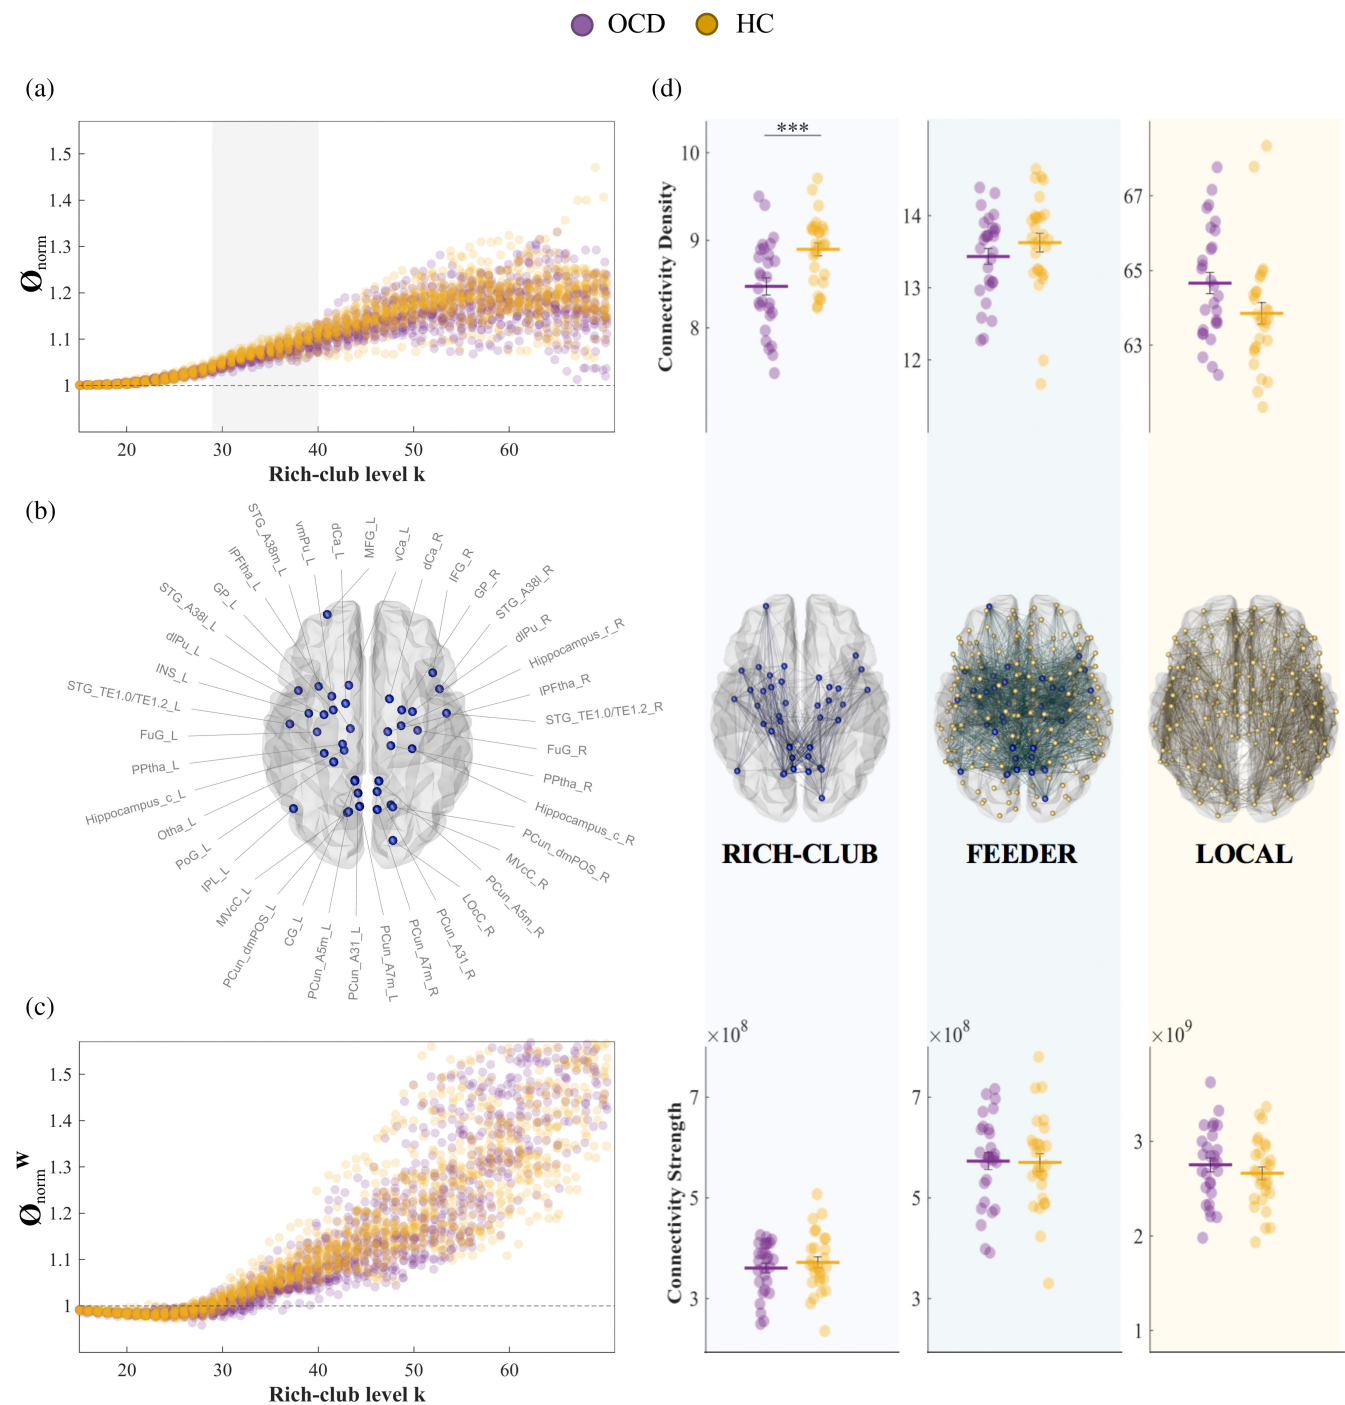 OCD HC
(a)
1.5
1.4
1.3
1.2
1.1
1
Ønorm
20 30 40 50 60
Rich-club level k
(b)
STG_A38m_L
vmPu_L
dCa_L
MFG_L
vCa_L
dCa_R
IFG_R
GP_R
STG_A38l_R
dlPu_R
Hippocampus_r_R
lPFtha_R
STG_TE1.0/TE1.2_R
FuG_R
PPtha_R
Hippocampus_c_R
PCun_dmPOS_R
MVcC_R
PCun_A5m_R
LOcC_R
PCun_A31_R
PCun_A7m_R
PCun_A7m_L
PCun_A31_L
PCun_A5m_L
CG_L
PCun_dmPOS_L
MVcC_L
IPL_L
PoG_L
Otha_L
Hippocampus_c_L
PPtha_L
FuG_L
STG_TE1.0/TE1.2_L
INS_L
dlPu_L
STG_A38l_L
GP_L
lPFtha_L
(c)
1.5
1.4
1.3
1.2
1.1
1
Ønorm w
20 30 40 50 60
Rich-club level k
(d)
***
Connectivity Density
10
9
8
14
13
12
67
65
63
RICH-CLUB FEEDER LOCAL
×10⁸ ×10⁸ ×10⁹
Connectivity Strength
7
5
3
7
5
3
3
2
1